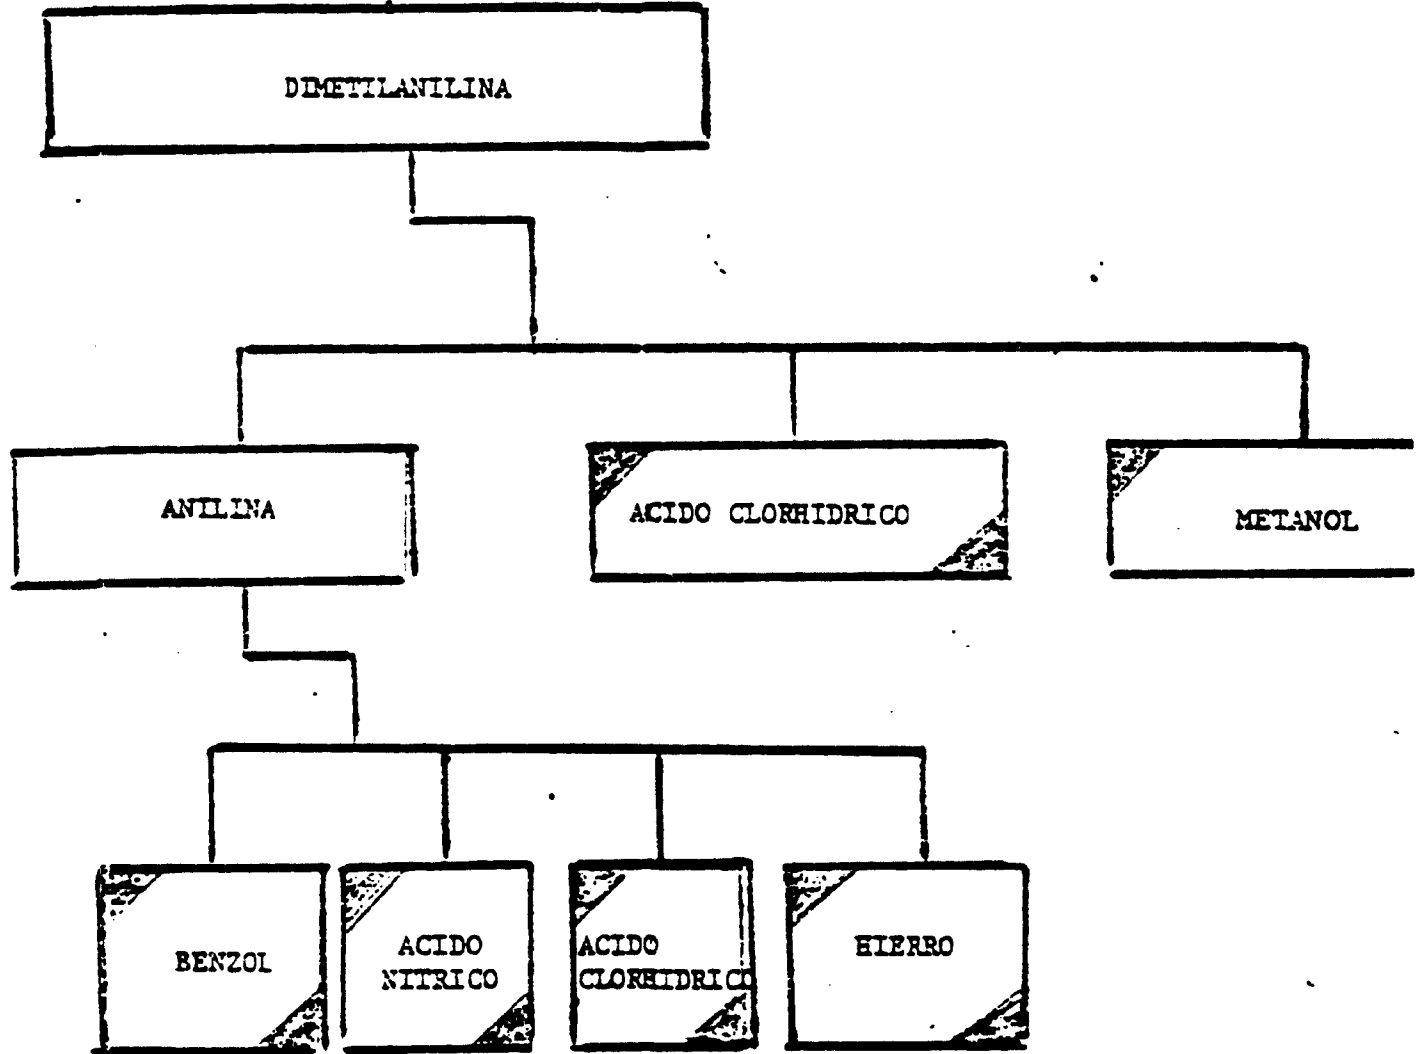 DIMETILANILINA
ANILINA
ACIDO CLORHIDRICO
METANOL
BENZOL
ACIDO
NITRICO
ACIDO
CLORHIDRICO
HIERRO